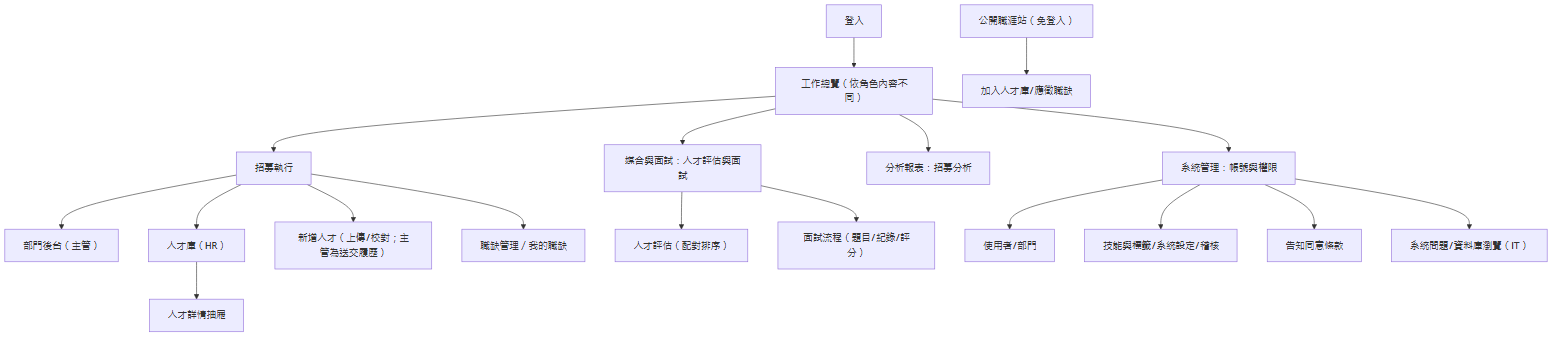 登入
公開職涯站（免登入）
工作總覽（依角色內容不
同）
加入人才庫/應徵職缺
招募執行
媒合與面試：人才評估與面
試
分析報表：招募分析
系統管理：帳號與權限
部門後台（主管）
人才庫（HR）
新增人才（上傳/校對；主
管為送交履歷）
職缺管理 / 我的職缺
人才評估（配對排序）
面試流程（題目/紀錄/評
分）
使用者/部門
技能與標籤/系統設定/稽核
告知同意條款
系統問題/資料庫瀏覽（IT）
人才詳情抽屜